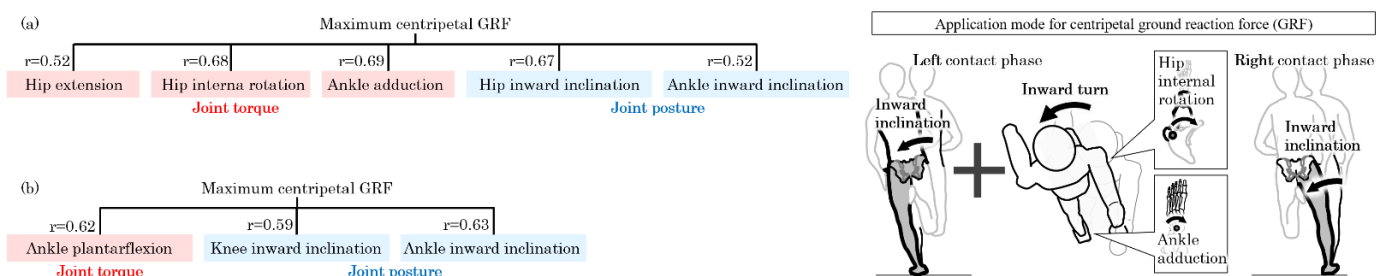 (a)
Maximum centripetal GRF
r=0.52
r=0.68
r=0.69
r=0.67
r=0.52
Hip extension
Hip interna rotation
Ankle adduction
Hip inward inclination
Ankle inward inclination
Joint torque
Joint posture
(b)
Maximum centripetal GRF
r=0.62
r=0.59
r=0.63
Ankle plantarflexion
Knee inward inclination
Ankle inward inclination
Joint torque
Joint posture
Application mode for centripetal ground reaction force (GRF)
Left contact phase
Inward
inclination
Inward turn
Hip
internal
rotation
Ankle
adduction
Right contact phase
Inward
inclination